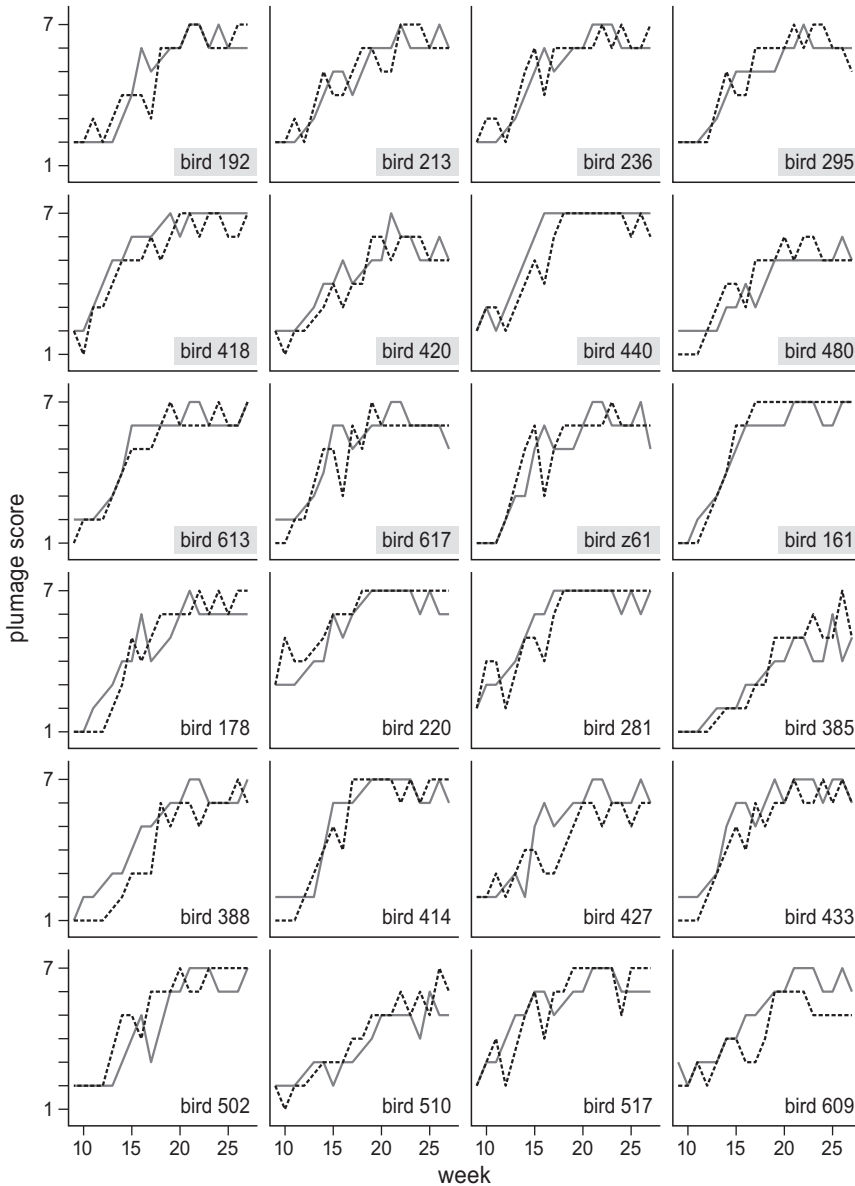 7
1
bird 192
bird 213
bird 236
bird 295
7
1
bird 418
bird 420
bird 440
bird 480
7
1
bird 613
bird 617
bird z61
bird 161
plumage score
7
1
bird 178
bird 220
bird 281
bird 385
7
1
bird 388
bird 414
bird 427
bird 433
7
1
bird 502
bird 510
bird 517
bird 609
10 15 20 25 10 15 20 25 10 15 20 25 10 15 20 25
week